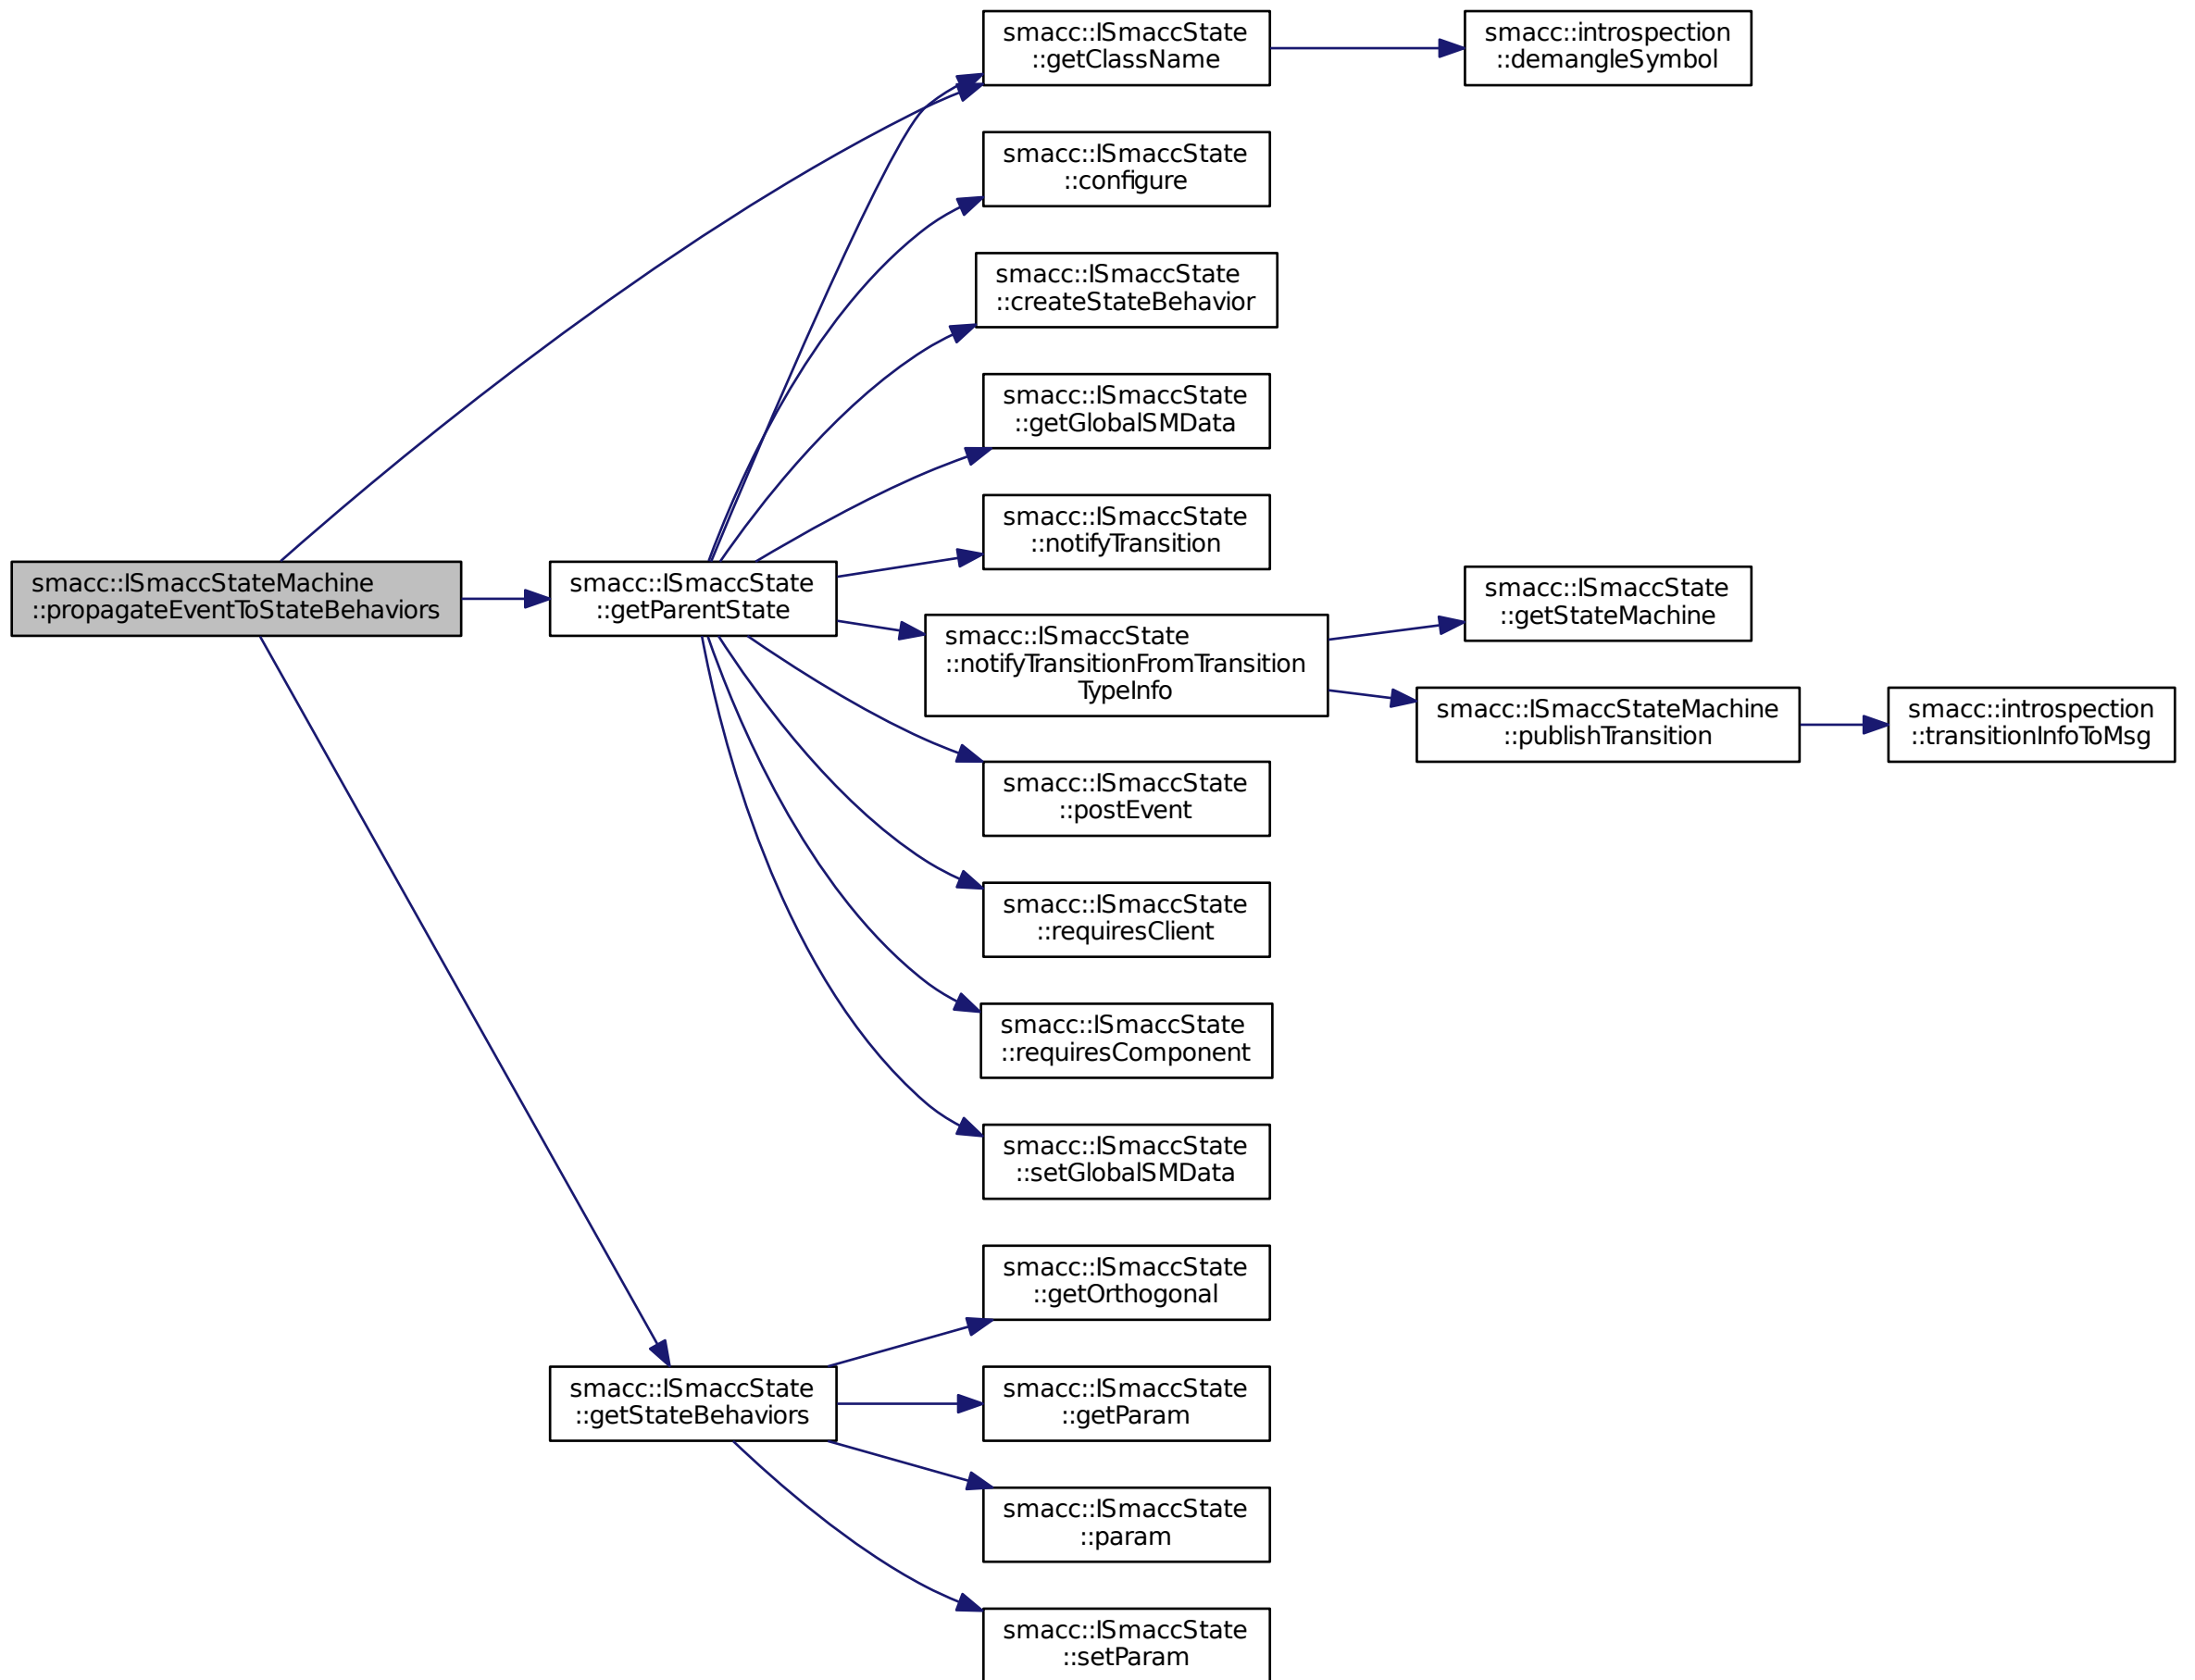 smacc::ISmaccState
::getClassName
smacc::introspection
::demangleSymbol
smacc::ISmaccState
::configure
smacc::ISmaccState
::createStateBehavior
smacc::ISmaccState
::getGlobalSMData
smacc::ISmaccState
::notifyTransition
smacc::ISmaccStateMachine
::propagateEventToStateBehaviors
smacc::ISmaccState
::getParentState
smacc::ISmaccState
::getStateMachine
smacc::ISmaccState
::notifyTransitionFromTransition
TypeInfo
smacc::ISmaccStateMachine
::publishTransition
smacc::introspection
::transitionInfoToMsg
smacc::ISmaccState
::postEvent
smacc::ISmaccState
::requiresClient
smacc::ISmaccState
::requiresComponent
smacc::ISmaccState
::setGlobalSMData
smacc::ISmaccState
::getOrthogonal
smacc::ISmaccState
::getStateBehaviors
smacc::ISmaccState
::getParam
smacc::ISmaccState
::param
smacc::ISmaccState
::setParam